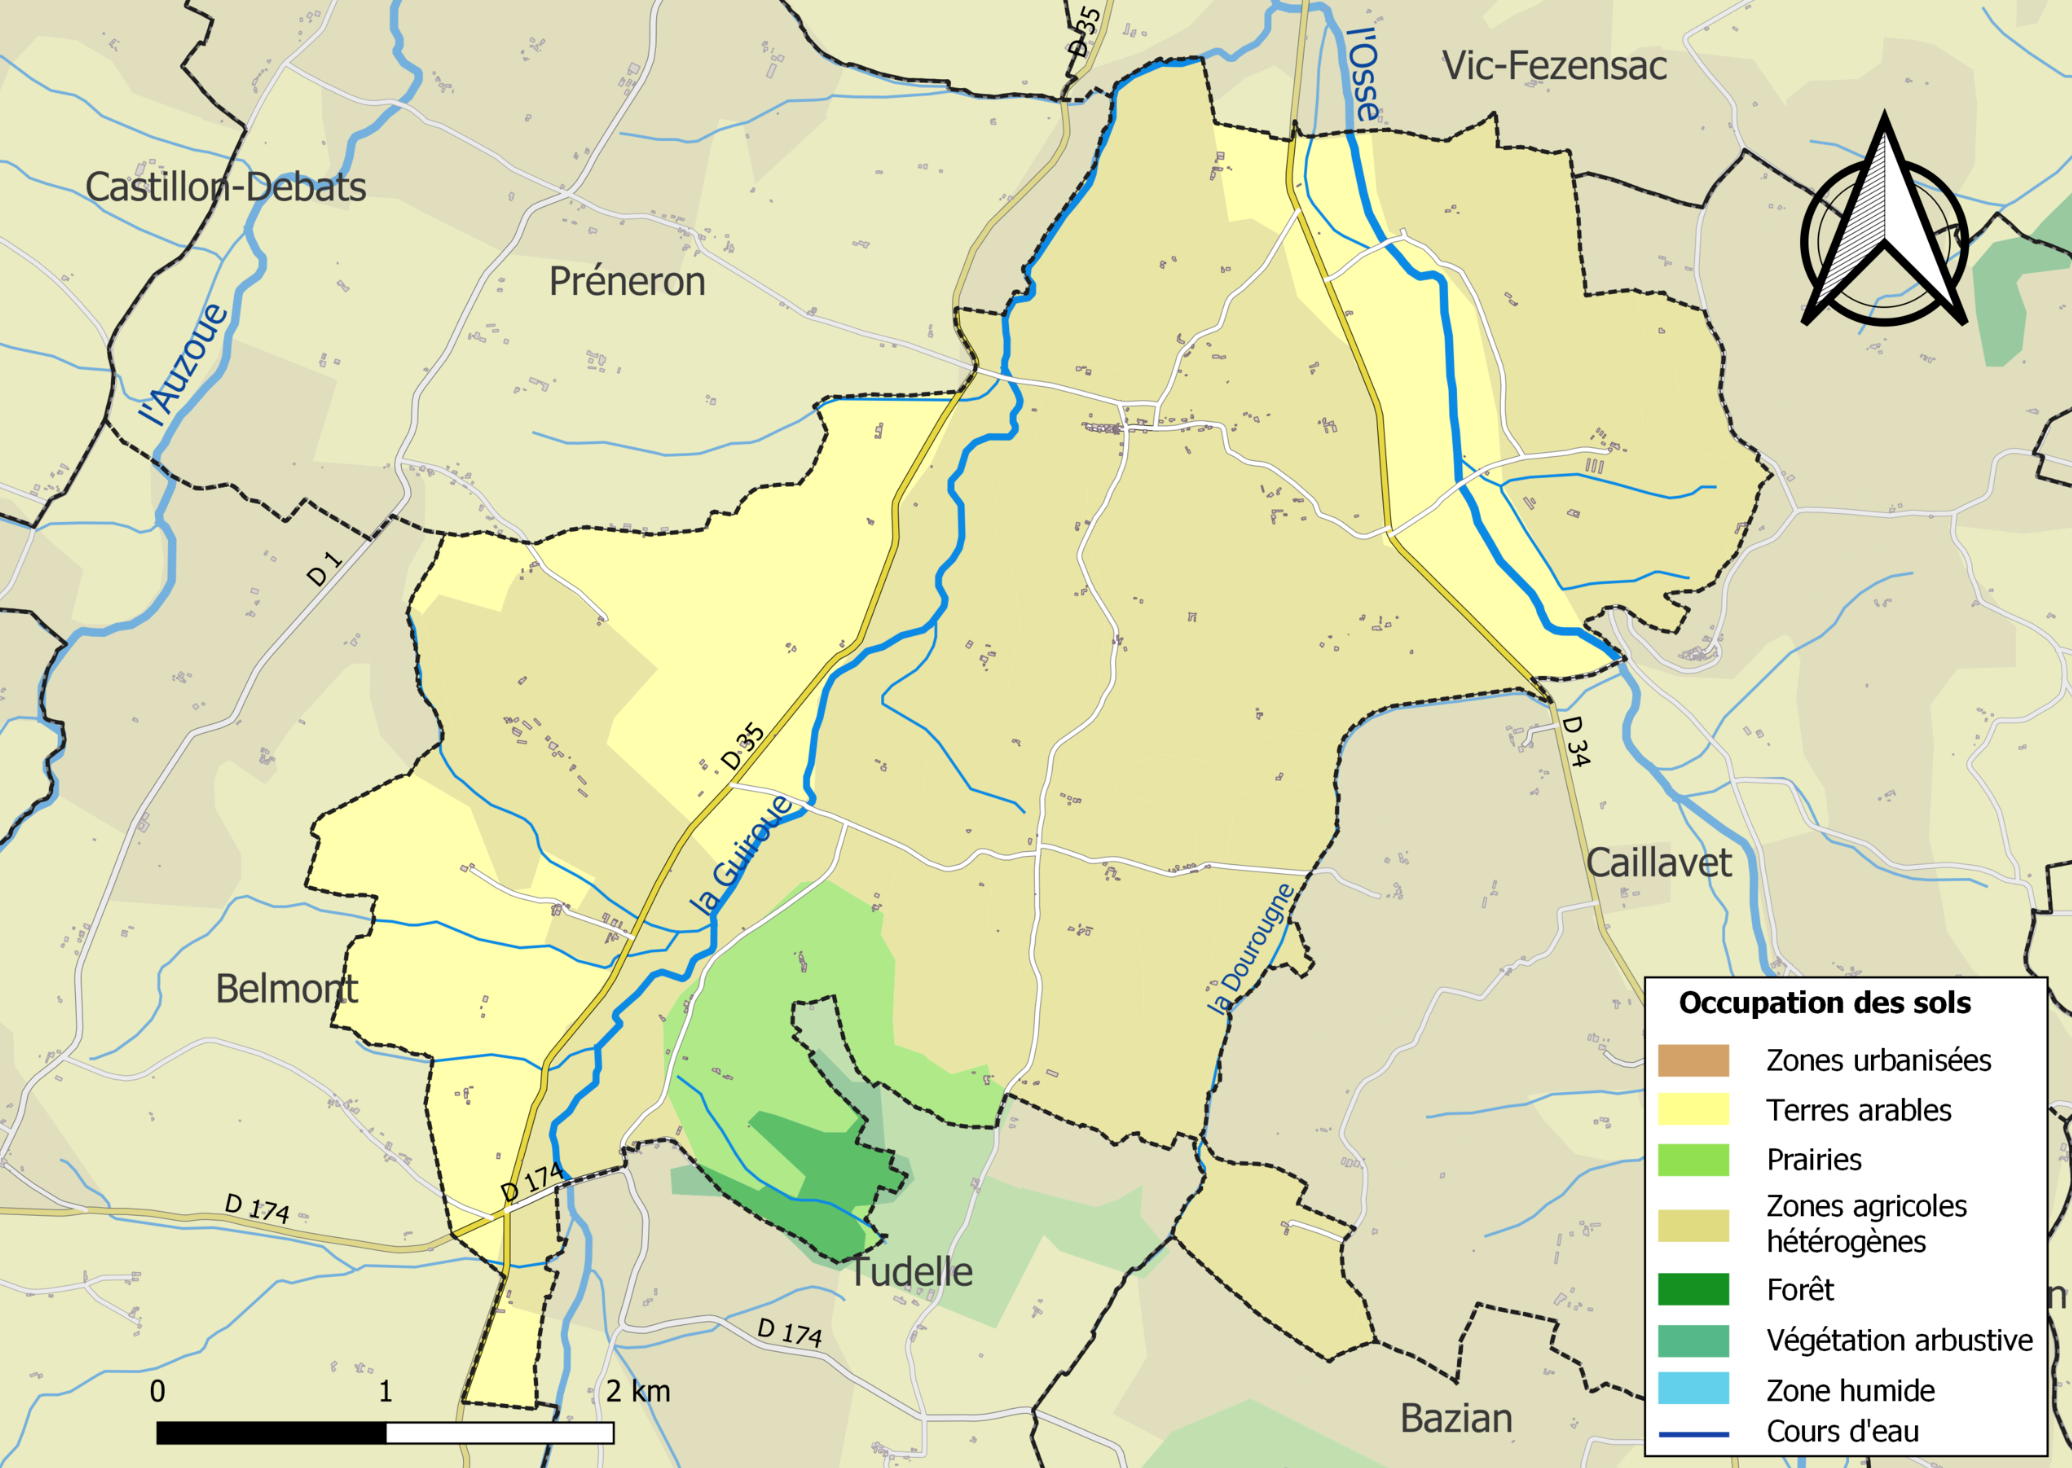 D 35
l'Osse
Vic-Fezensac
Castillon-Debats
Préneron
l'Auzoue
D 1
D 35
D 34
la Guiroue
Caillavet
la Dourougne
Belmont
D 174
D 174
Tudelle
D 174
Bazian
n
0 1 2 km
Occupation des sols
Zones urbanisées
Terres arables
Prairies
Zones agricoles
hétérogènes
Forêt
Végétation arbustive
Zone humide
Cours d'eau